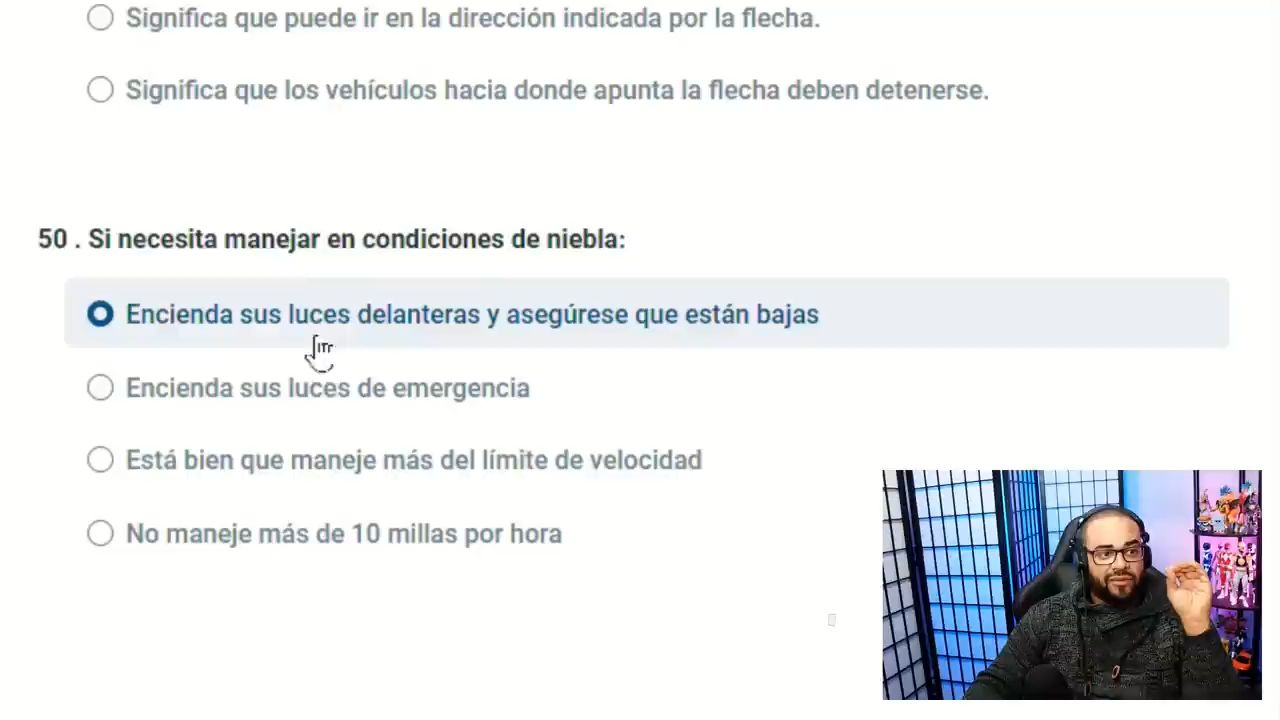 Significa que puede ir en la dirección indicada por la flecha.
Significa que los vehículos hacia donde apunta la flecha deben detenerse.
50 . Si necesita manejar en condiciones de niebla:
Encienda sus luces delanteras y asegúrese que están bajas
Encienda sus luces de emergencia
Está bien que maneje más del límite de velocidad
No maneje más de 10 millas por hora